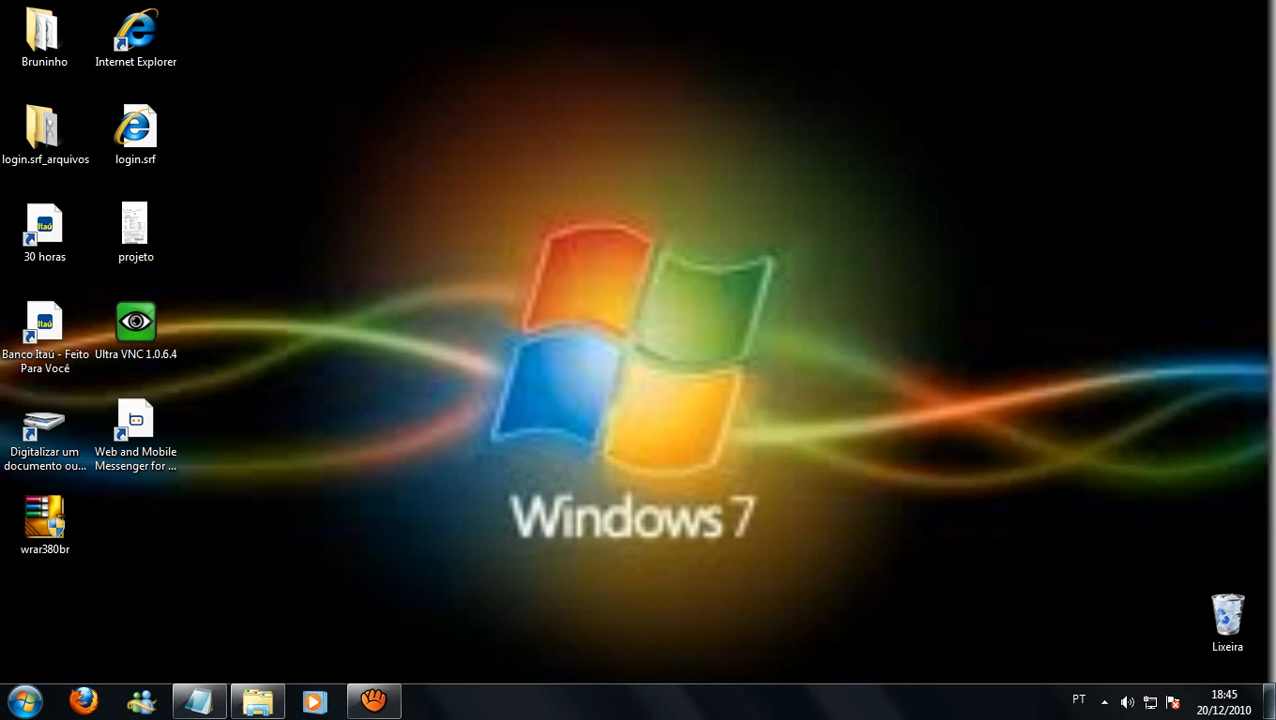 Bruninho
Internet Explorer
login.srf_arquivos
login.srf
Itaú
30 horas
projeto
Itaú
Banco Itaú - Feito
Para Você
Ultra VNC 1.0.6.4
Digitalizar um
documento ou...
Web and Mobile
Messenger for ...
wrar380br
Windows 7
Lixeira
PT
18:45
20/12/2010